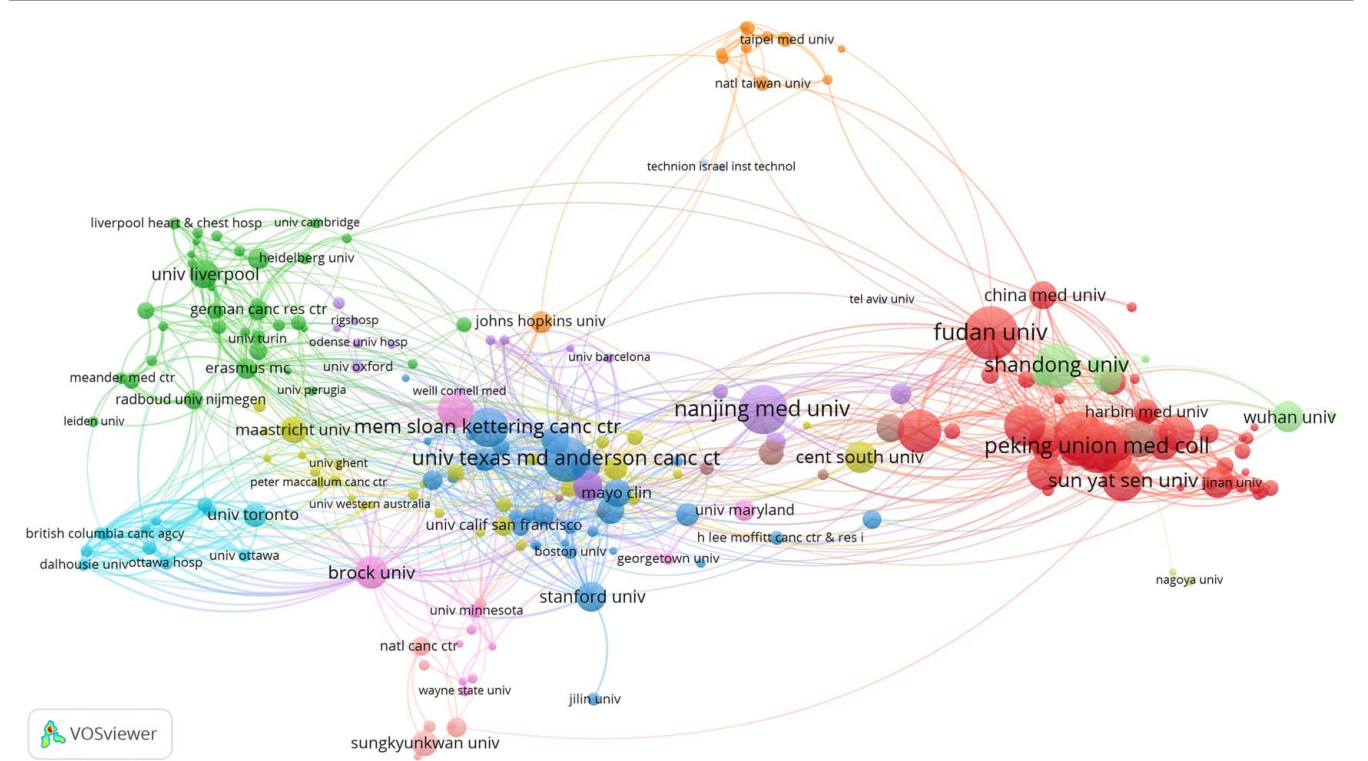 taipei med univ
natl taiwan univ
technion israel inst technol
liverpool heart & chest hosp
univ cambridge
heidelberg univ
univ liverpool
german canc res ctr
rigshosp
univ turin
odense univ hosp
erasmus mc
univ oxford
meander med ctr
univ perugia
radboud univ nijmegen
leiden univ
maastricht univ
johns hopkins univ
univ barcelona
weill cornell med
mem sloan kettering canc ctr
univ texas md anderson canc ct
univ ghent
peter maccallum canc ctr
univ western australia
mayo clin
univ calif san francisco
boston univ
georgetown univ
univ maryland
h lee moffitt canc ctr & res i
stanford univ
univ toronto
british columbia canc agcy
dalhousie univ
ottawa hosp
univ ottawa
brock univ
univ minnesota
natl canc ctr
wayne state univ
sungkyunkwan univ
jilin univ
tel aviv univ
china med univ
fudan univ
shandong univ
nanjing med univ
harbin med univ
wuhan univ
peking union med coll
cent south univ
sun yat sen univ
jinan univ
nagoya univ
VOSviewer